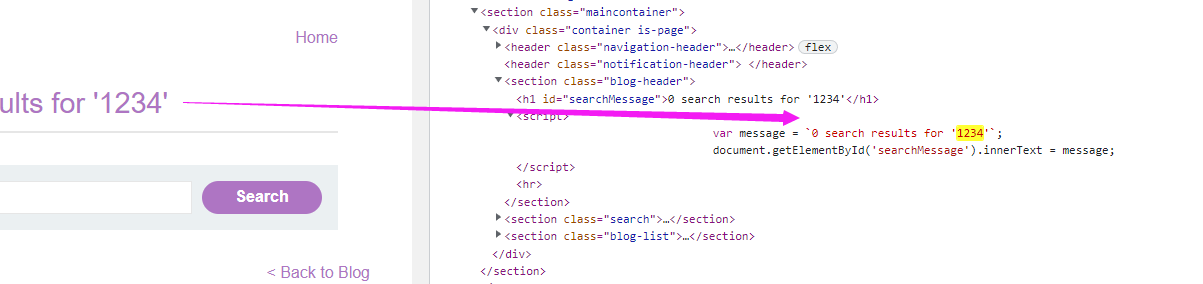 Home
ults for '1234'
Search
< Back to Blog
<section class="maincontainer">
<div class="container is-page">
<header class="navigation-header">…</header> flex
<header class="notification-header"> </header>
<section class="blog-header">
<h1 id="searchMessage">0 search results for '1234'</h1>
<script>
var message = `0 search results for '1234'`;
document.getElementById('searchMessage').innerText = message;
</script>
<hr>
</section>
<section class="search">…</section>
<section class="blog-list">…</section>
</div>
</section>